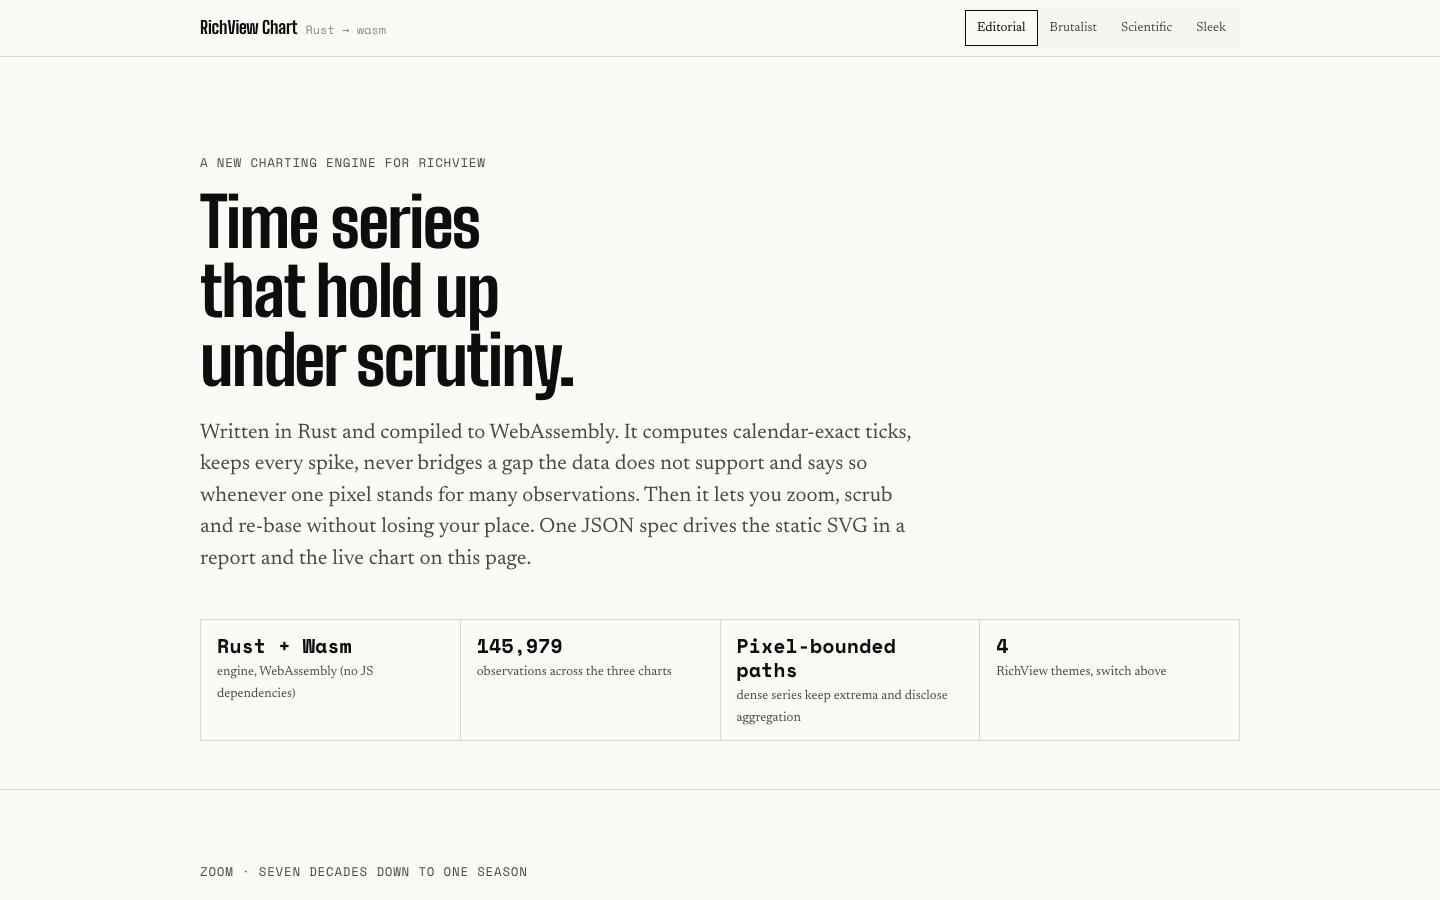 RichView Chart Rust → wasm
Editorial Brutalist Scientific Sleek
A NEW CHARTING ENGINE FOR RICHVIEW
Time series
that hold up
under scrutiny.
Written in Rust and compiled to WebAssembly. It computes calendar-exact ticks,
keeps every spike, never bridges a gap the data does not support and says so
whenever one pixel stands for many observations. Then it lets you zoom, scrub
and re-base without losing your place. One JSON spec drives the static SVG in a
report and the live chart on this page.
Rust + Wasm
engine, WebAssembly (no JS
dependencies)
145,979
observations across the three charts
Pixel-bounded
paths
dense series keep extrema and disclose
aggregation
4
RichView themes, switch above
ZOOM · SEVEN DECADES DOWN TO ONE SEASON